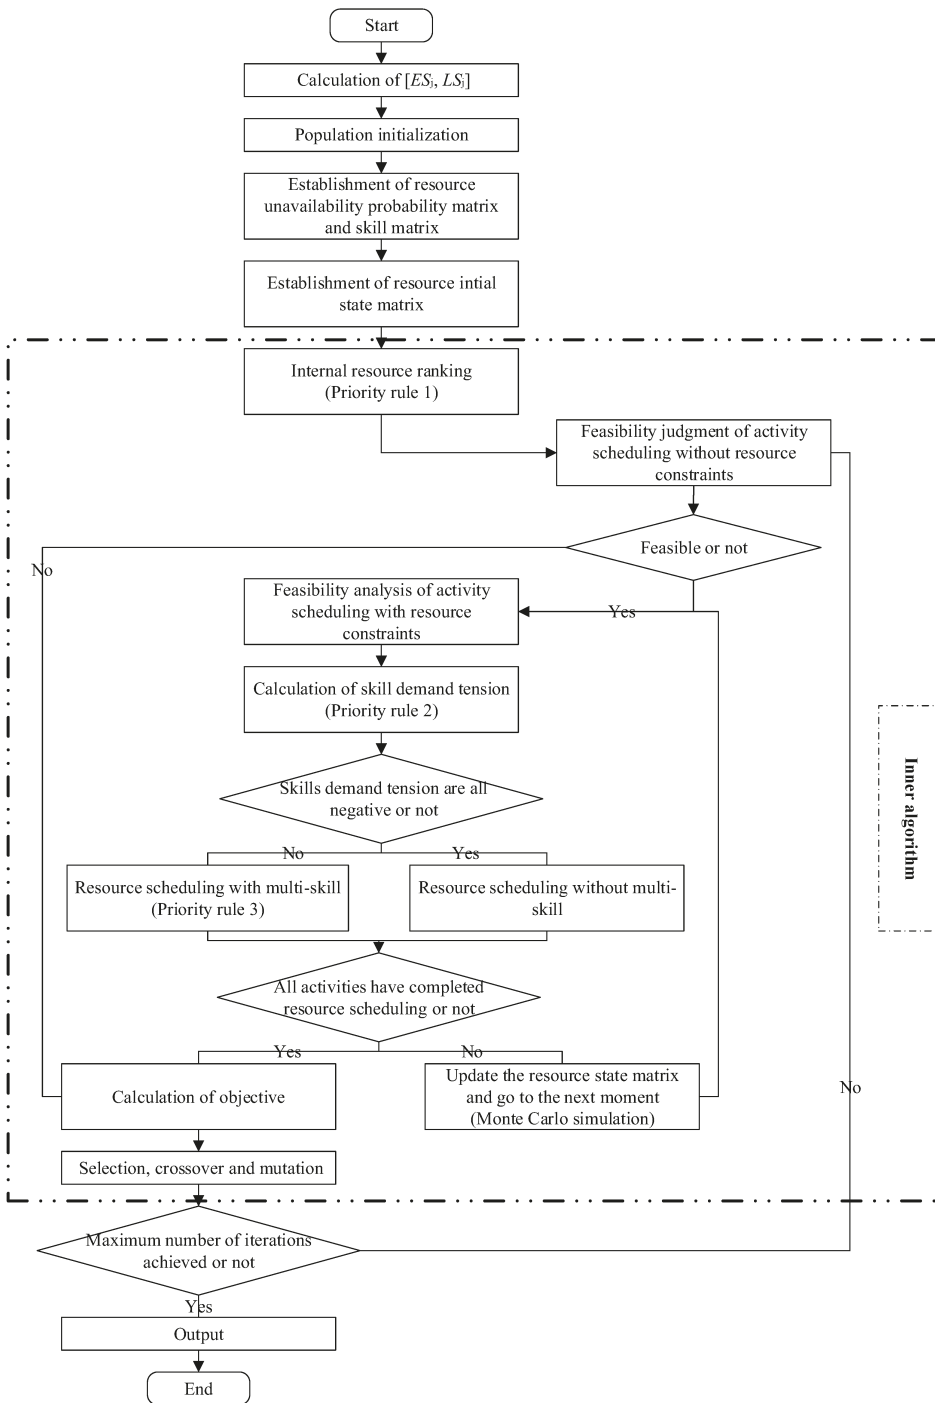 Start
Calculation of [ESj, LSj]
Population initialization
Establishment of resource
unavailability probability matrix
and skill matrix
Establishment of resource intial
state matrix
Internal resource ranking
(Priority rule 1)
Feasibility judgment of activity
scheduling without resource
constraints
Feasible or not
No
Feasibility analysis of activity
scheduling with resource
constraints
Yes
Calculation of skill demand tension
(Priority rule 2)
Skills demand tension are all
negative or not
No
Yes
Resource scheduling with multi-skill
(Priority rule 3)
Resource scheduling without multi-
skill
Inner algorithm
All activities have completed
resource scheduling or not
Yes
No
Calculation of objective
Update the resource state matrix
and go to the next moment
(Monte Carlo simulation)
No
Selection, crossover and mutation
Maximum number of iterations
achieved or not
Yes
Output
End